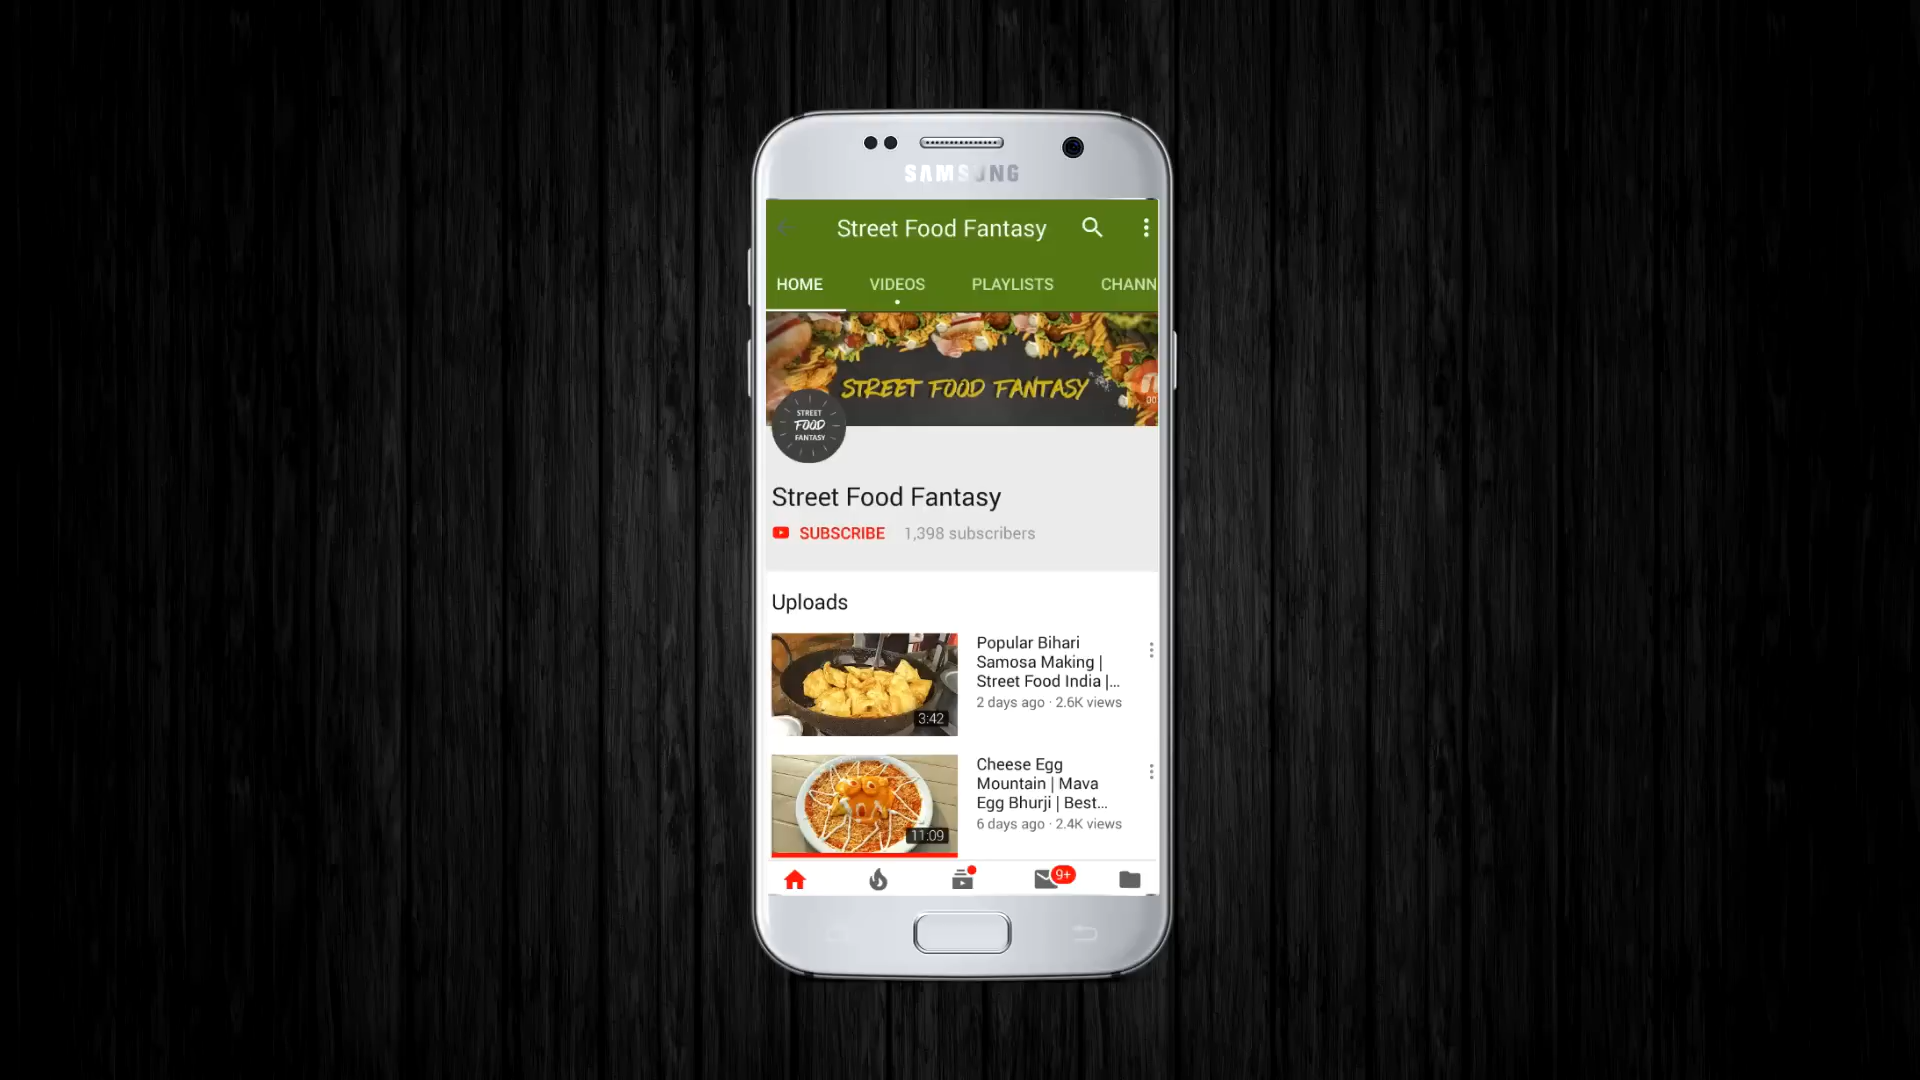 SAMSUNG
Street Food Fantasy
HOME VIDEOS PLAYLISTS CHANN
STREET FOOD FANTASY
00
STREET
FOOD
FANTASY
Street Food Fantasy
SUBSCRIBE 1,398 subscribers
Uploads
Popular Bihari
Samosa Making |
Street Food India |...
2 days ago · 2.6K views
3:42
Cheese Egg
Mountain | Mava
Egg Bhurji | Best...
6 days ago · 2.4K views
11:09
9+